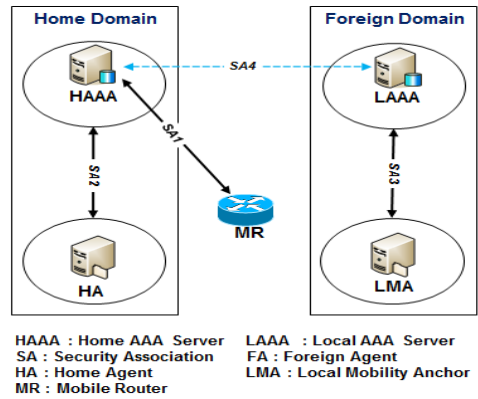 Home Domain
Foreign Domain
SA4
HAAA
LAAA
SA1
SA2
SA3
MR
HA
LMA
HAAA : Home AAA Server
LAAA : Local AAA Server
SA : Security Association
FA : Foreign Agent
HA : Home Agent
LMA : Local Mobility Anchor
MR : Mobile Router